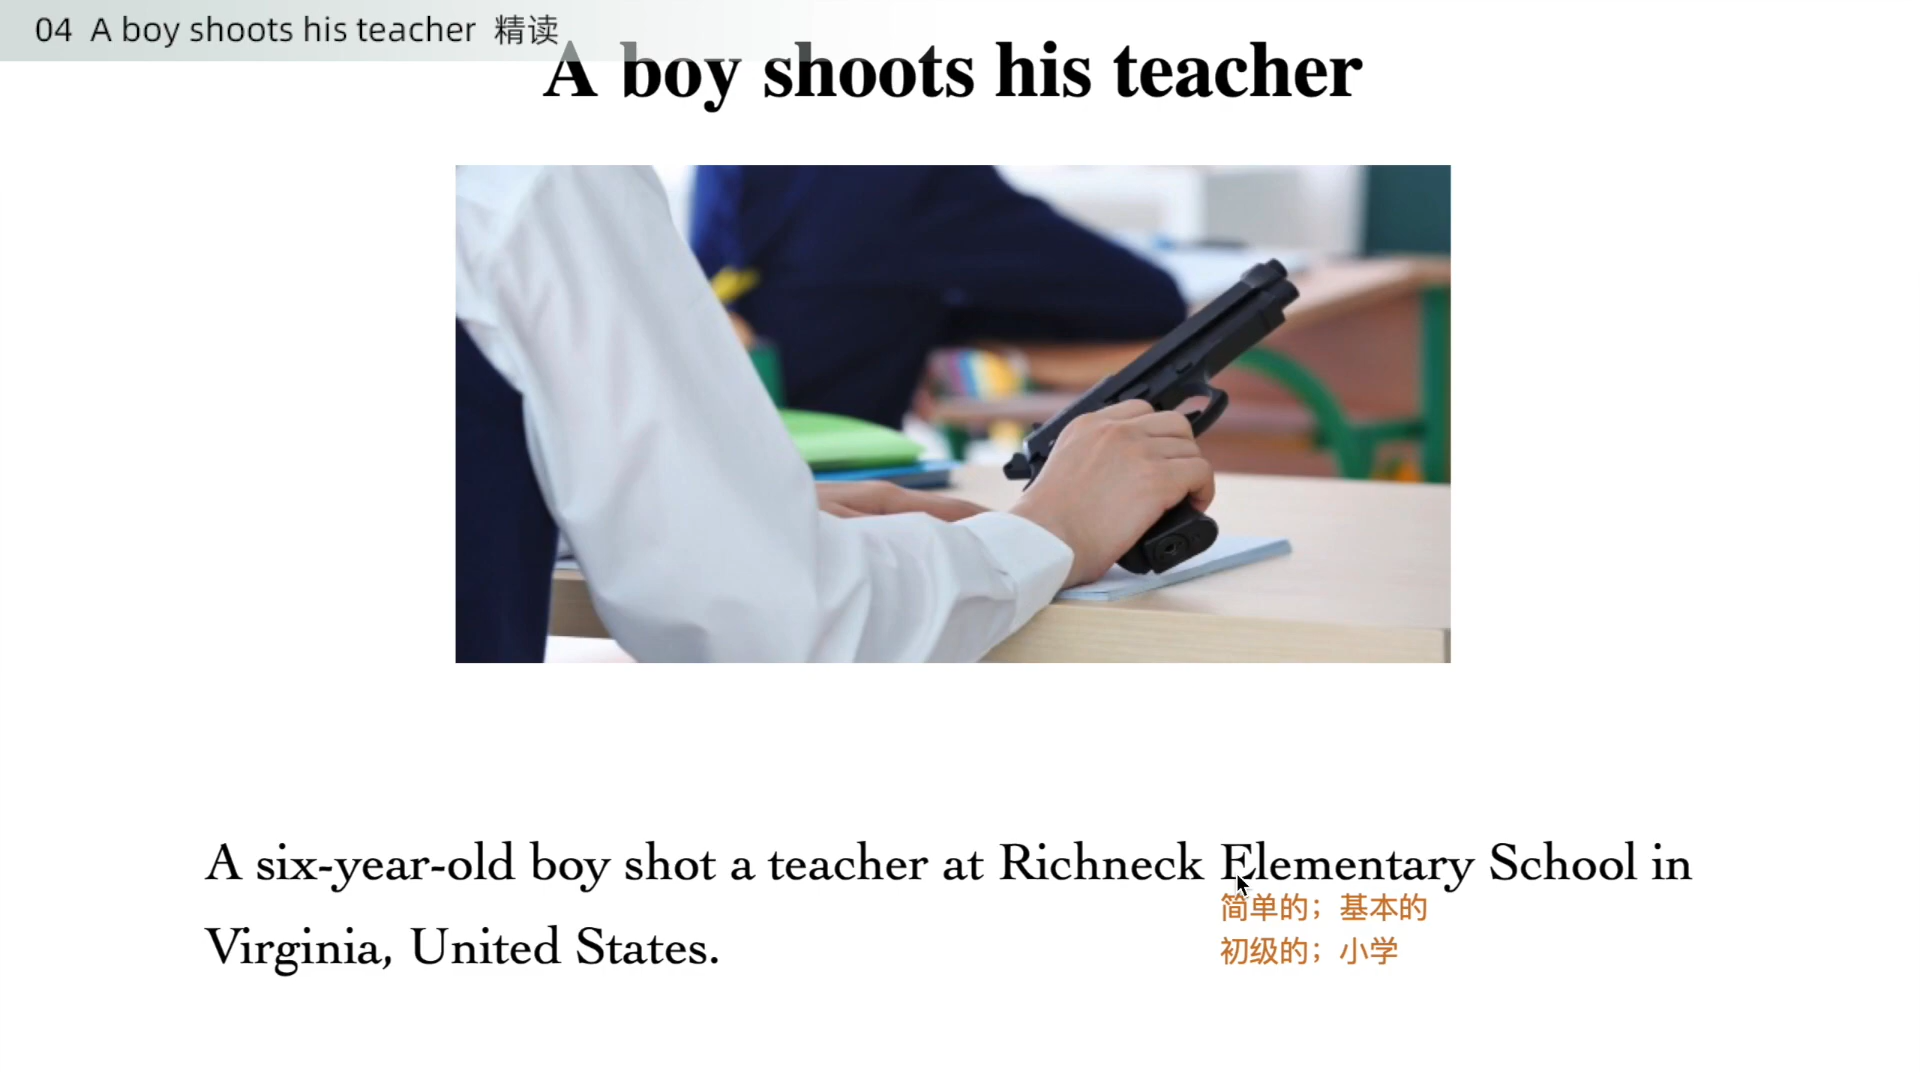 04 A boy shoots his teacher 精读
A boy shoots his teacher
A six-year-old boy shot a teacher at Richneck Elementary School in
简单的；基本的
初级的；小学
Virginia, United States.